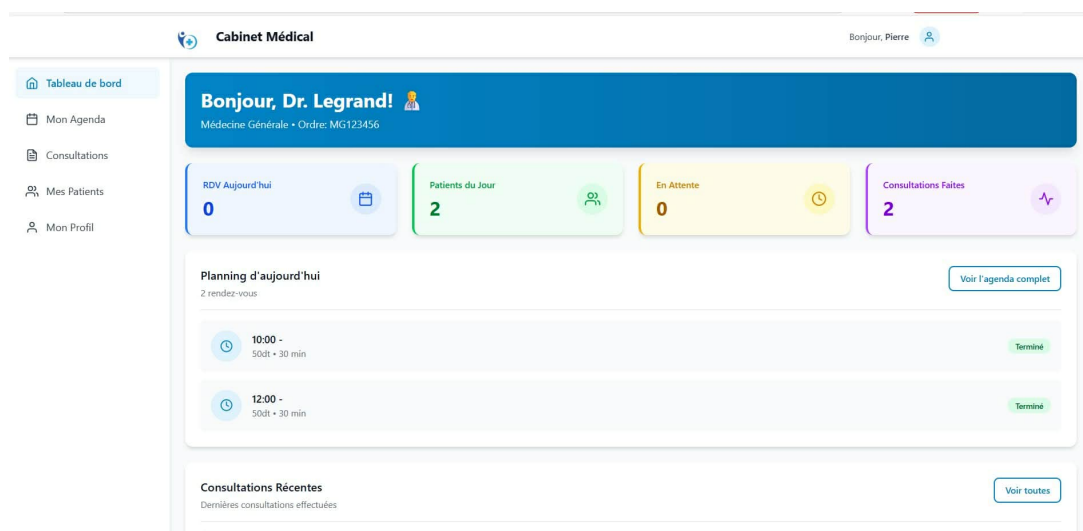 Cabinet Médical
Bonjour, Pierre
Tableau de bord
Mon Agenda
Consultations
Mes Patients
Mon Profil
Bonjour, Dr. Legrand!
Médecine Générale • Ordre: MG123456
RDV Aujourd'hui
0
Patients du Jour
2
En Attente
0
Consultations Faites
2
Planning d'aujourd'hui
2 rendez-vous
Voir l'agenda complet
10:00 -
50dt • 30 min
Terminé
12:00 -
50dt • 30 min
Terminé
Consultations Récentes
Dernières consultations effectuées
Voir toutes